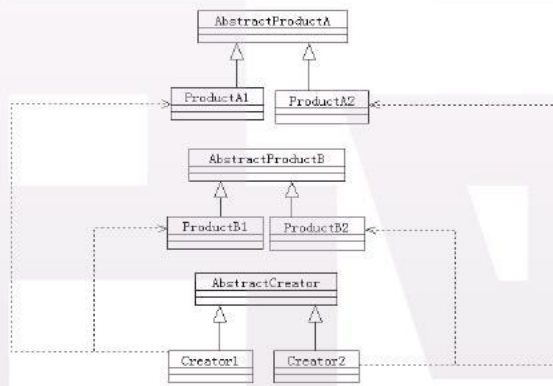 AbstractProductA
ProductA1
ProductA2
AbstractProductB
ProductB1
ProductB2
AbstractCreator
Creator1
Creator2